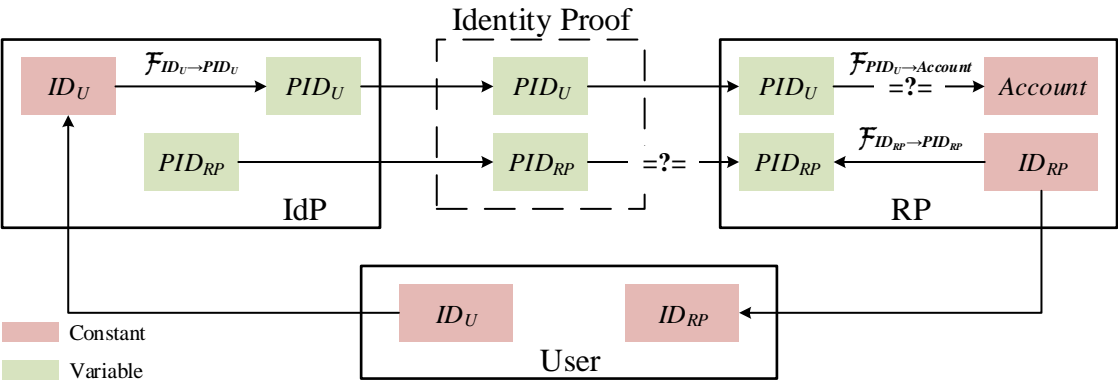 Identity Proof
ID_U
F_{ID_U→PID_U}
PID_U
PID_U
PID_U
F_{PID_U→Account}
=?=
Account
PID_RP
PID_RP
=?=
PID_RP
F_{ID_RP→PID_RP}
ID_RP
IdP
RP
ID_U
ID_RP
User
Constant
Variable